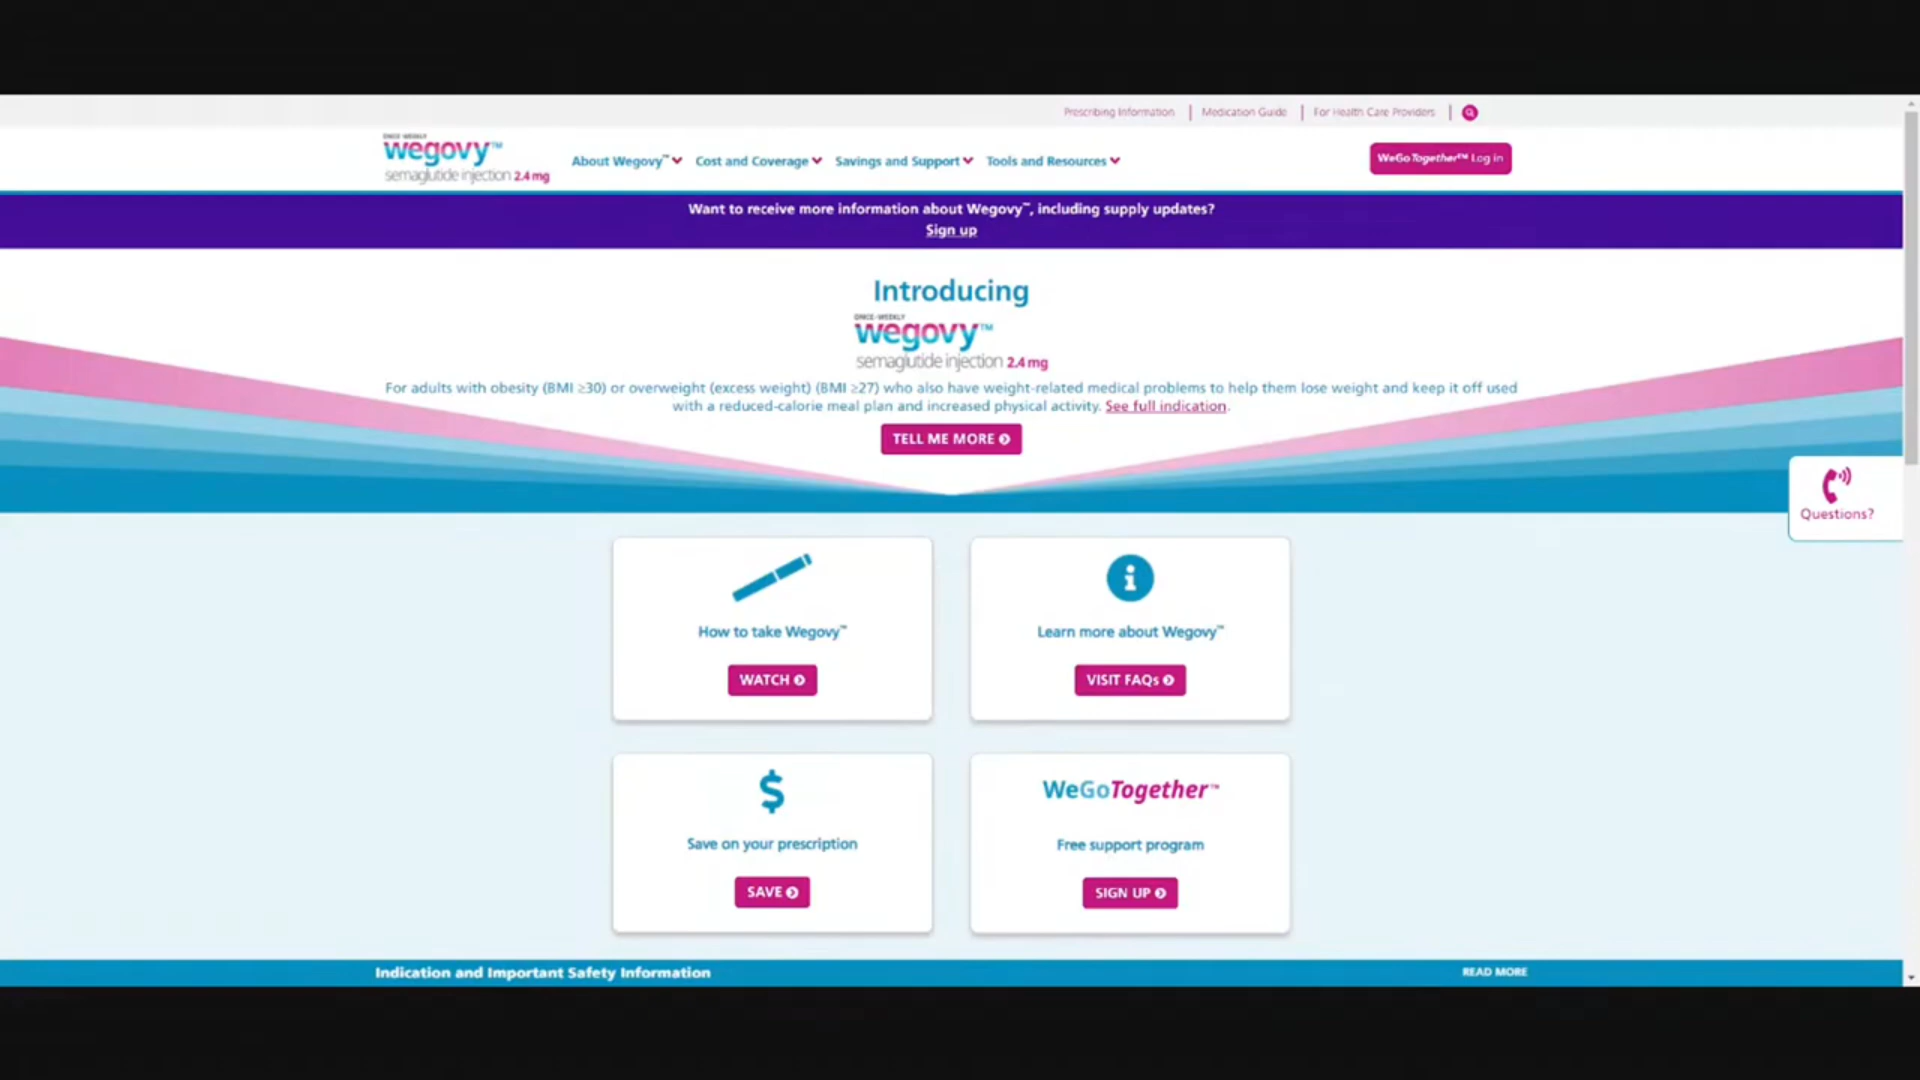 Prescribing Information | Medication Guide | For Health Care Providers
ONCE-WEEKLY
wegovy™
semaglutide injection 2.4 mg
About Wegovy™ Cost and Coverage Savings and Support Tools and Resources
WeGoTogether™ Log in
Want to receive more information about Wegovy™, including supply updates?
Sign up
Introducing
ONCE-WEEKLY
wegovy™
semaglutide injection 2.4 mg
For adults with obesity (BMI ≥30) or overweight (excess weight) (BMI ≥27) who also have weight-related medical problems to help them lose weight and keep it off used
with a reduced-calorie meal plan and increased physical activity. See full indication.
TELL ME MORE
Questions?
How to take Wegovy™
WATCH
Learn more about Wegovy™
VISIT FAQs
Save on your prescription
SAVE
WeGoTogether™
Free support program
SIGN UP
Indication and Important Safety Information
READ MORE